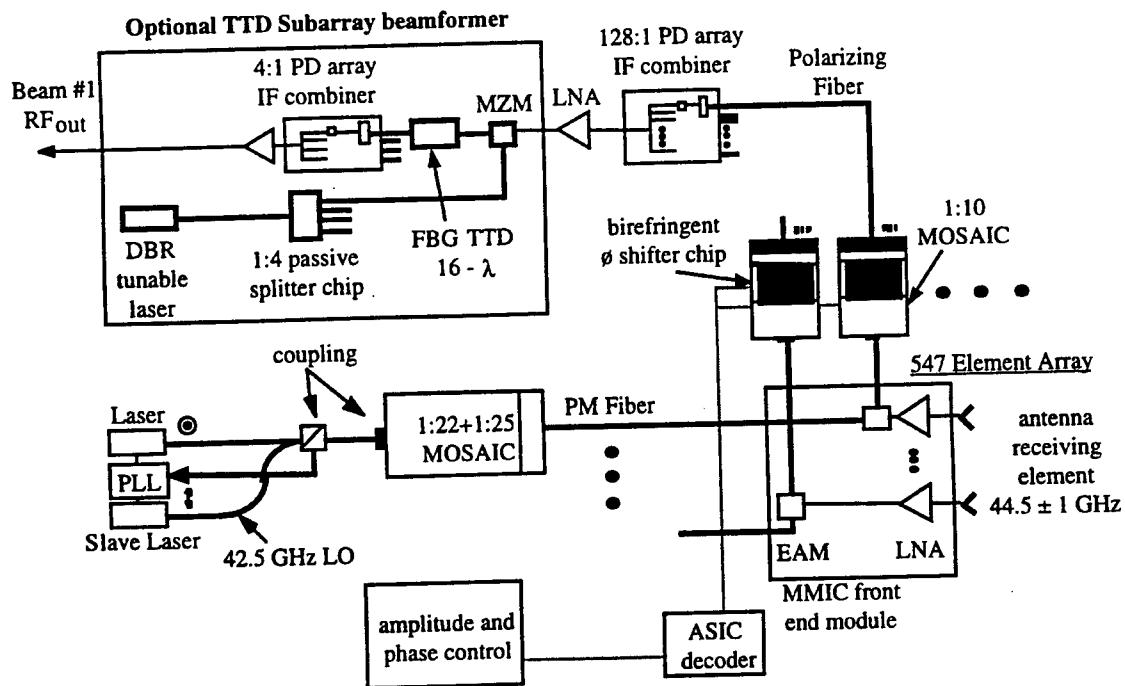 Optional TTD Subarray beamformer
Beam #1
RFout
4:1 PD array
IF combiner
MZM
LNA
128:1 PD array
IF combiner
Polarizing
Fiber
DBR
tunable
laser
1:4 passive
splitter chip
FBG TTD
16 - λ
birefringent
ø shifter chip
1:10
MOSAIC
coupling
547 Element Array
Laser
PLL
Slave Laser
42.5 GHz LO
1:22+1:25
MOSAIC
PM Fiber
antenna
receiving
element
44.5 ± 1 GHz
EAM
LNA
MMIC front
end module
amplitude and
phase control
ASIC
decoder